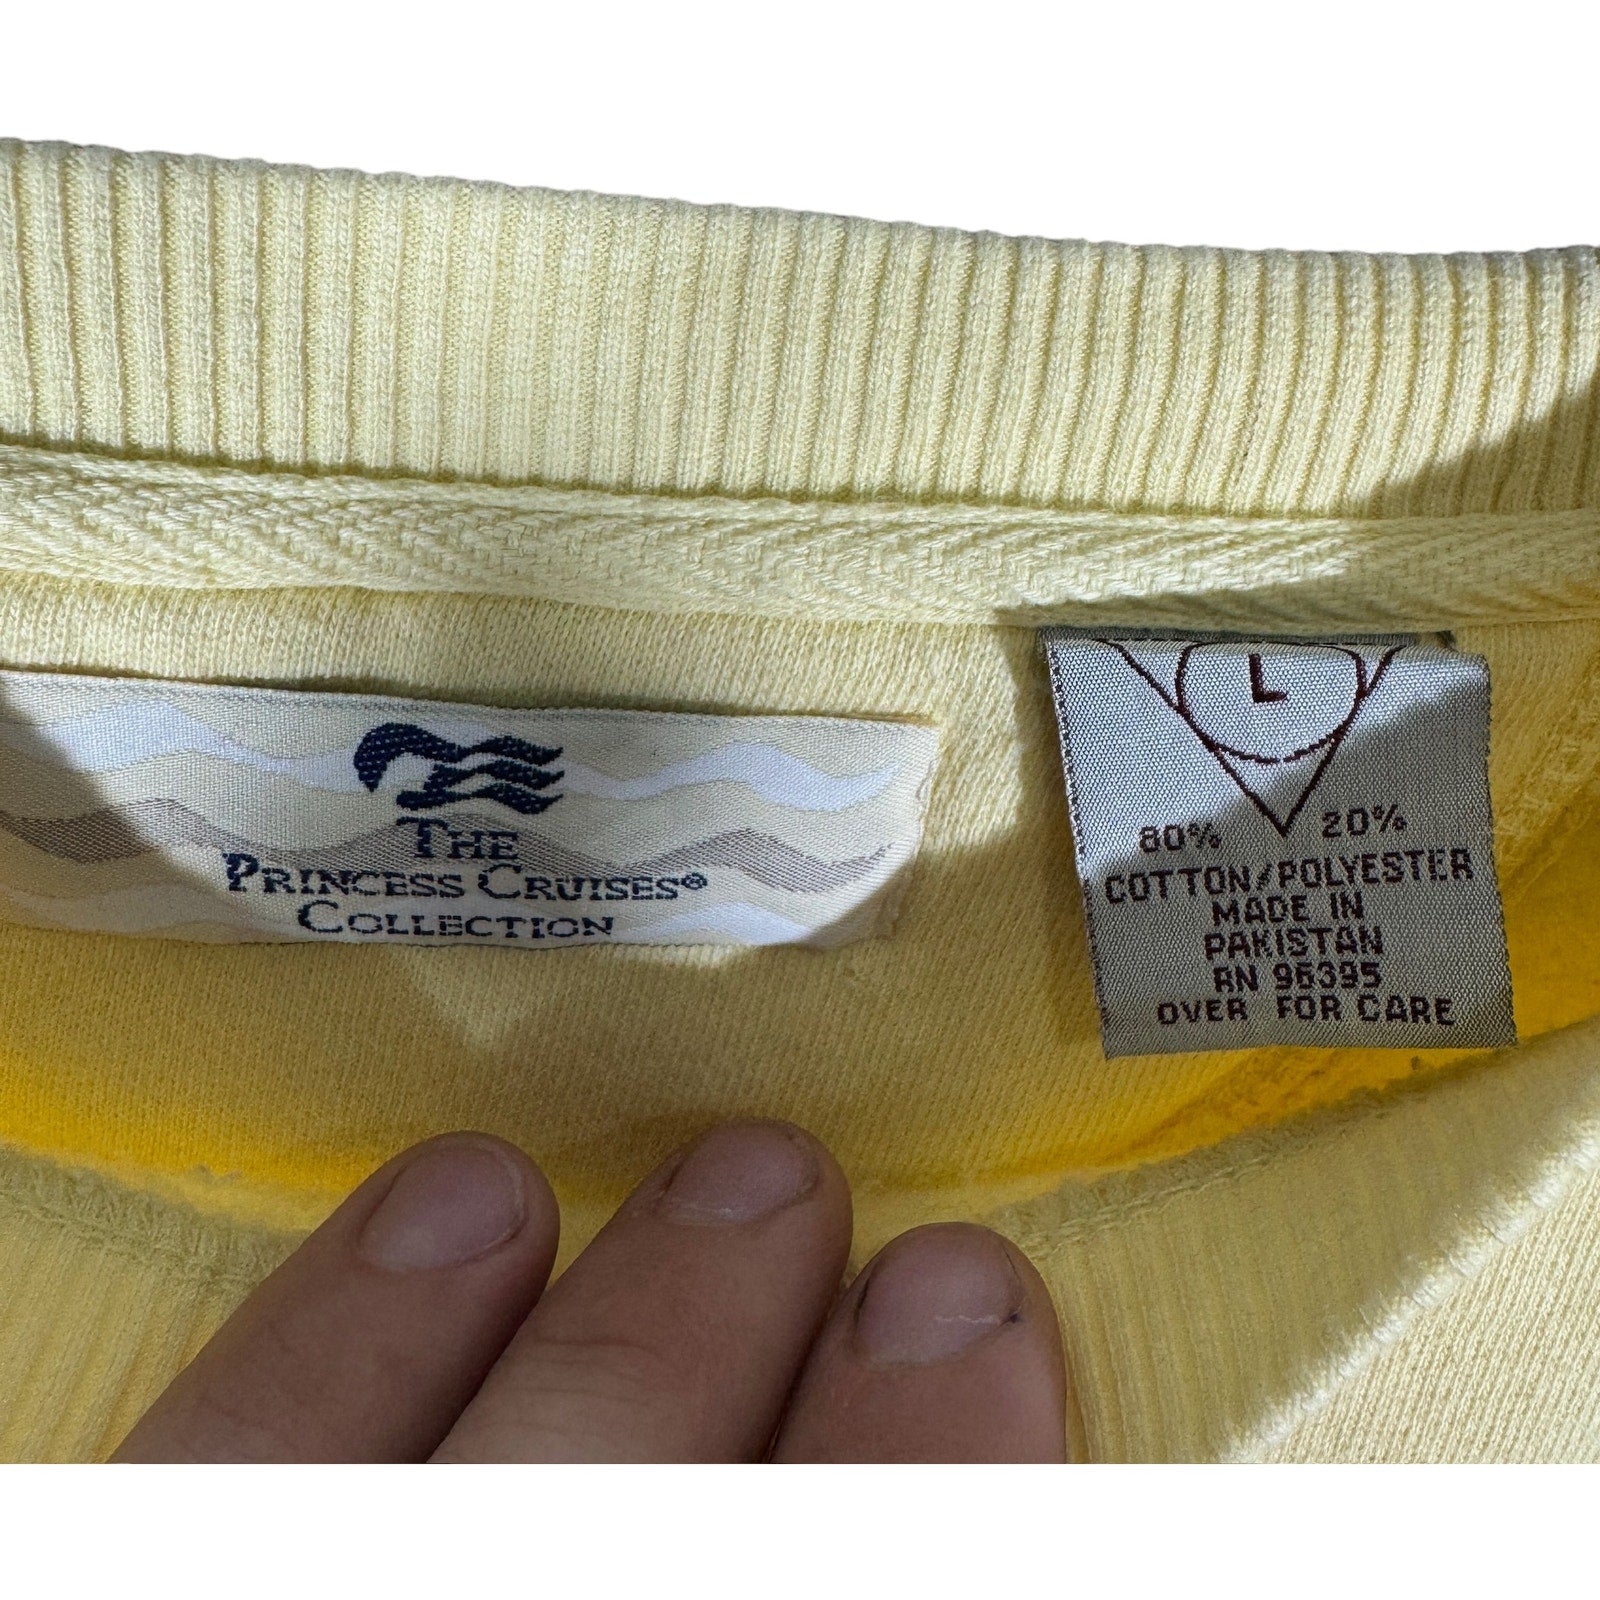 THE
PRINCESS CRUISES®
COLLECTION
L
80% 20%
COTTON/POLYESTER
MADE IN
PAKISTAN
RN 96395
OVER FOR CARE